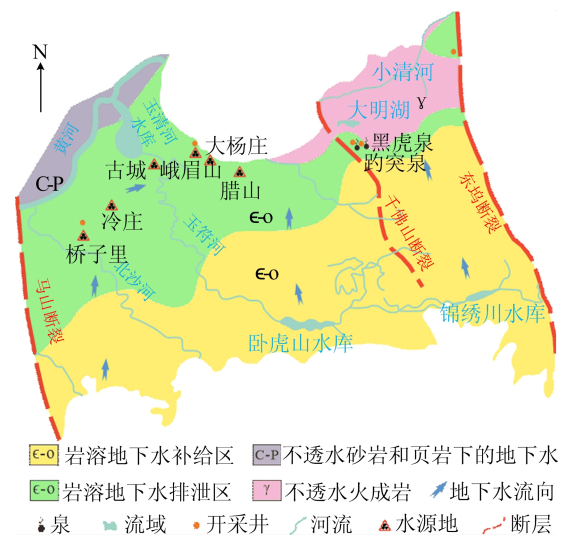 N
小清河
大明湖
γ
黑虎泉
趵突泉
玉清河
水库
黄河
大杨庄
古城
峨眉山
腊山
C-P
冷庄
桥子里
玉符河
北沙河
Є-O
Є-O
千佛山断裂
东坞断裂
马山断裂
卧虎山水库
锦绣川水库
Є-O 岩溶地下水补给区
C-P 不透水砂岩和页岩下的地下水
Є-O 岩溶地下水排泄区
γ 不透水火成岩
地下水流向
泉 流域 开采井 河流 水源地 断层